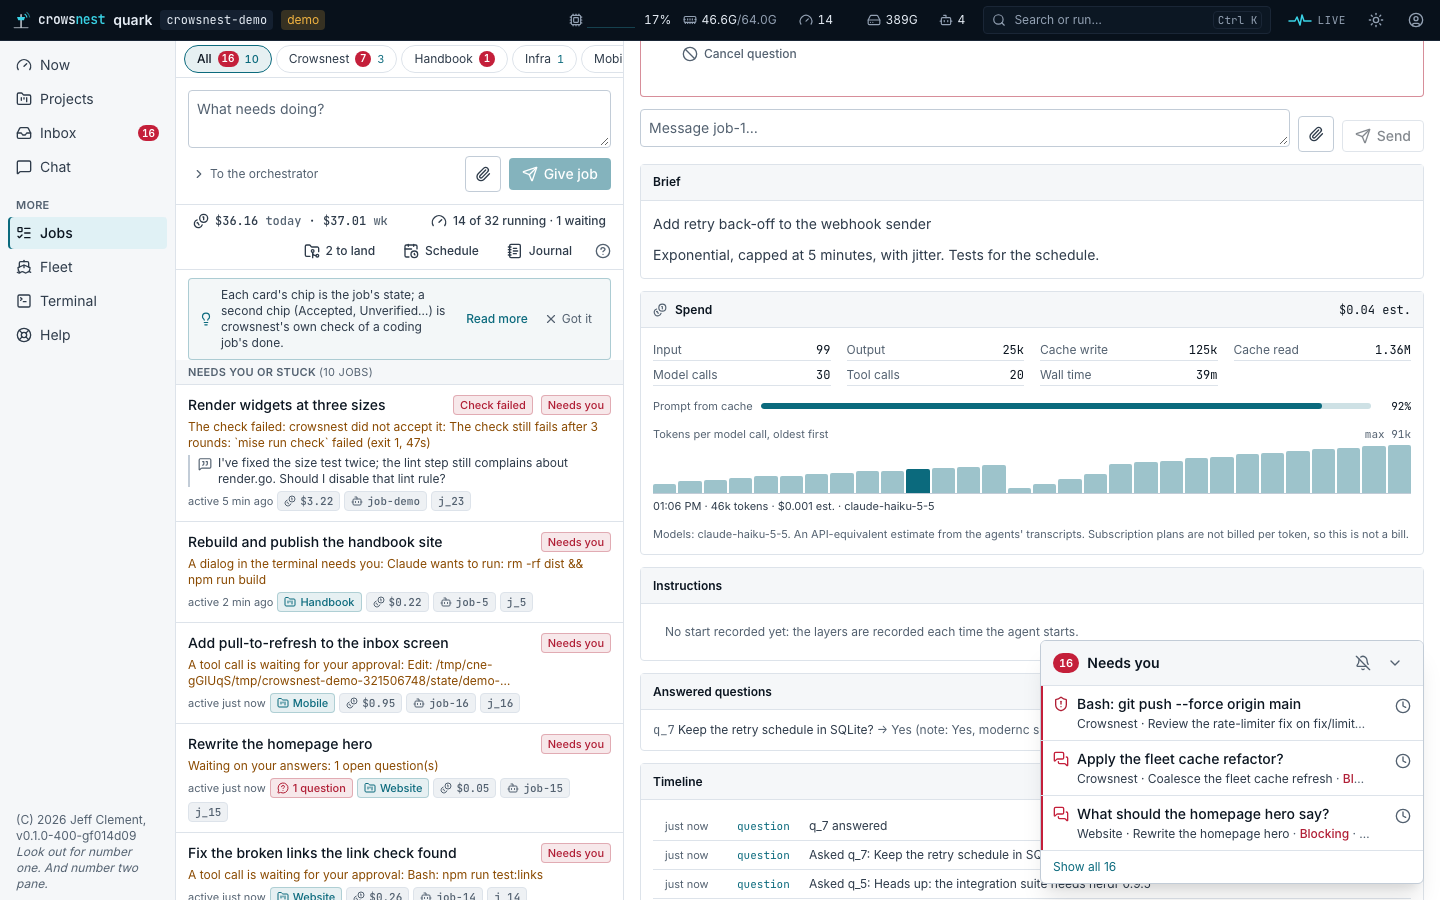 crowsnest quark crowsnest-demo demo 17% 46.6G/64.0G 14 389G 4 Search or run... Ctrl K LIVE
Now
Projects
Inbox 16
Chat
MORE
Jobs
Fleet
Terminal
Help
(C) 2026 Jeff Clement,
v0.1.0-400-gf014d09
Look out for number
one. And number two
pane.
All 16 10 Crowsnest 7 3 Handbook 1 Infra 1 Mobi
What needs doing?
To the orchestrator Give job
$36.16 today · $37.01 wk 14 of 32 running · 1 waiting
2 to land Schedule Journal
Each card's chip is the job's state; a
second chip (Accepted, Unverified...) is
crowsnest's own check of a coding
job's done.
Read more Got it
NEEDS YOU OR STUCK (10 JOBS)
Render widgets at three sizes Check failed Needs you
The check failed: crowsnest did not accept it: The check still fails after 3
rounds: `mise run check` failed (exit 1, 47s)
I've fixed the size test twice; the lint step still complains about
render.go. Should I disable that lint rule?
active 5 min ago $3.22 job-demo j_23
Rebuild and publish the handbook site Needs you
A dialog in the terminal needs you: Claude wants to run: rm -rf dist &&
npm run build
active 2 min ago Handbook $0.22 job-5 j_5
Add pull-to-refresh to the inbox screen Needs you
A tool call is waiting for your approval: Edit: /tmp/cne-
gGIUqS/tmp/crowsnest-demo-321506748/state/demo-...
active just now Mobile $0.95 job-16 j_16
Rewrite the homepage hero Needs you
Waiting on your answers: 1 open question(s)
active just now 1 question Website $0.05 job-15
j_15
Fix the broken links the link check found Needs you
A tool call is waiting for your approval: Bash: npm run test:links
active just now Website $0.26 job-14 j_14
Cancel question
Message job-1... Send
Brief
Add retry back-off to the webhook sender
Exponential, capped at 5 minutes, with jitter. Tests for the schedule.
Spend $0.04 est.
Input 99 Output 25k Cache write 125k Cache read 1.36M
Model calls 30 Tool calls 20 Wall time 39m
Prompt from cache 92%
Tokens per model call, oldest first max 91k
01:06 PM · 46k tokens · $0.001 est. · claude-haiku-5-5
Models: claude-haiku-5-5. An API-equivalent estimate from the agents' transcripts. Subscription plans are not billed per token, so this is not a bill.
Instructions
No start recorded yet: the layers are recorded each time the agent starts.
Answered questions
q_7 Keep the retry schedule in SQLite? → Yes (note: Yes, modernc s
Timeline
just now question q_7 answered
just now question Asked q_7: Keep the retry schedule in SQ
just now question Asked q_5: Heads up: the integration suite needs herdr 0.9.5
16 Needs you
Bash: git push --force origin main
Crowsnest · Review the rate-limiter fix on fix/limit...
Apply the fleet cache refactor?
Crowsnest · Coalesce the fleet cache refresh · Bl...
What should the homepage hero say?
Website · Rewrite the homepage hero · Blocking · ...
Show all 16